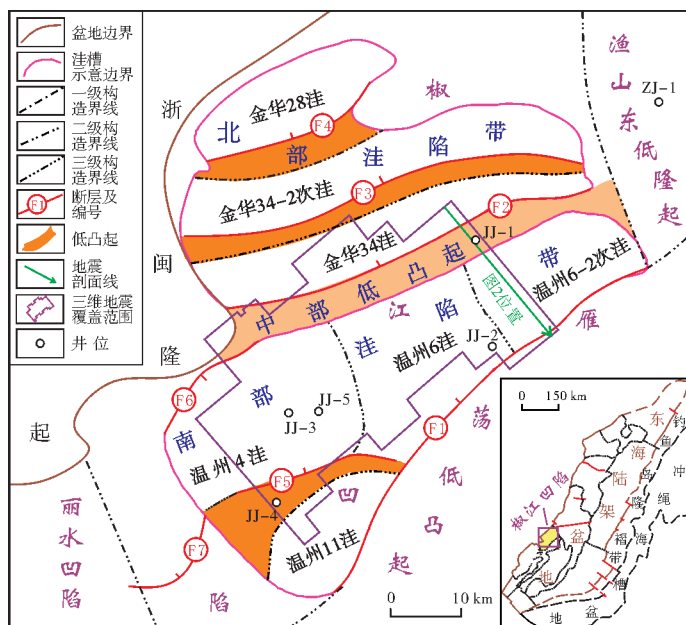 盆地边界
洼槽
示意边界
一级构
造界线
二级构
造界线
三级构
造界线
F1
断层及
编号
低凸起
地震
剖面线
三维地震
覆盖范围
井位
浙
闽
隆
起
渔
山
东
低
隆
起
ZJ-1
椒
江
凹
陷
金华28洼
F4
北
部
洼
陷
带
金华34-2次洼
F3
F2
金华34洼
JJ-1
中
部
低
凸
起
带
温州6-2次洼
图2位置
雁
荡
低
凸
起
南
部
洼
陷
温州6洼
JJ-2
F6
JJ-5
JJ-3
F1
温州4洼
F5
JJ-4
温州11洼
F7
丽
水
凹
陷
0 10 km
0 150 km
东
海
陆
架
盆
地
钓
鱼
岛
隆
褶
带
冲
绳
海
槽
盆
地
椒江凹陷